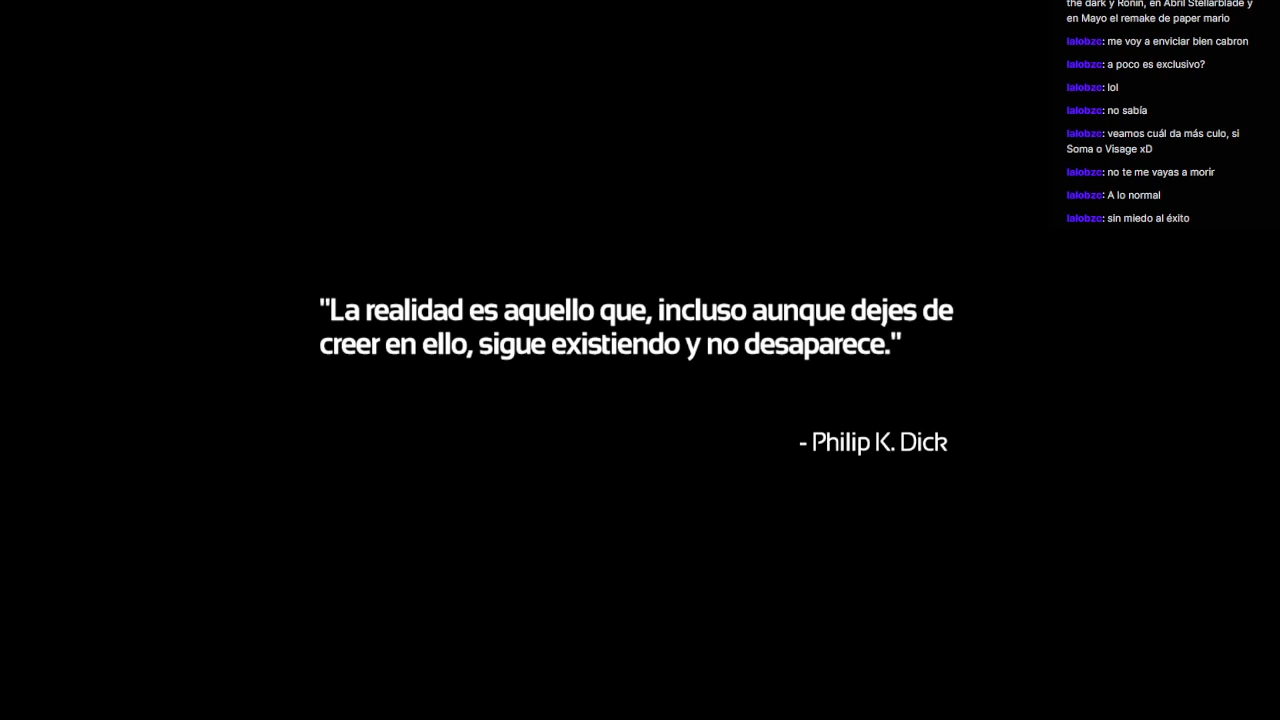 the dark y Ronin, en Abril Stellarblade y
en Mayo el remake de paper mario
lalobzc: me voy a enviciar bien cabron
lalobzc: a poco es exclusivo?
lalobzc: lol
lalobzc: no sabía
lalobzc: veamos cuál da más culo, si
Soma o Visage xD
lalobzc: no te me vayas a morir
lalobzc: A lo normal
lalobzc: sin miedo al éxito
"La realidad es aquello que, incluso aunque dejes de
creer en ello, sigue existiendo y no desaparece."
- Philip K. Dick